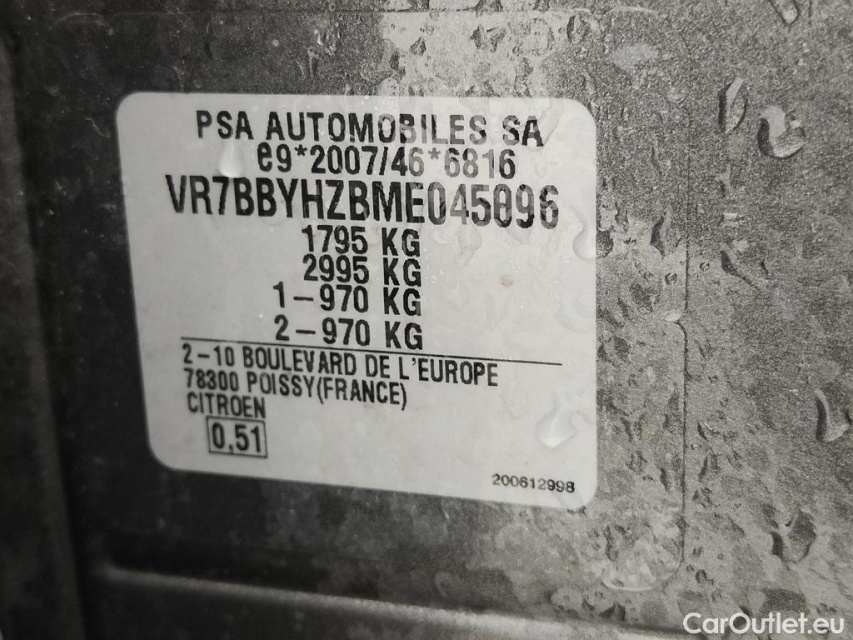 PSA AUTOMOBILES SA
e9*2007/46*6816
VR7BBYHZBME045096
1795 KG
2995 KG
1-970 KG
2-970 KG
2-10 BOULEVARD DE L'EUROPE
78300 POISSY(FRANCE)
CITROEN
0,51
200612998
CarOutlet.eu